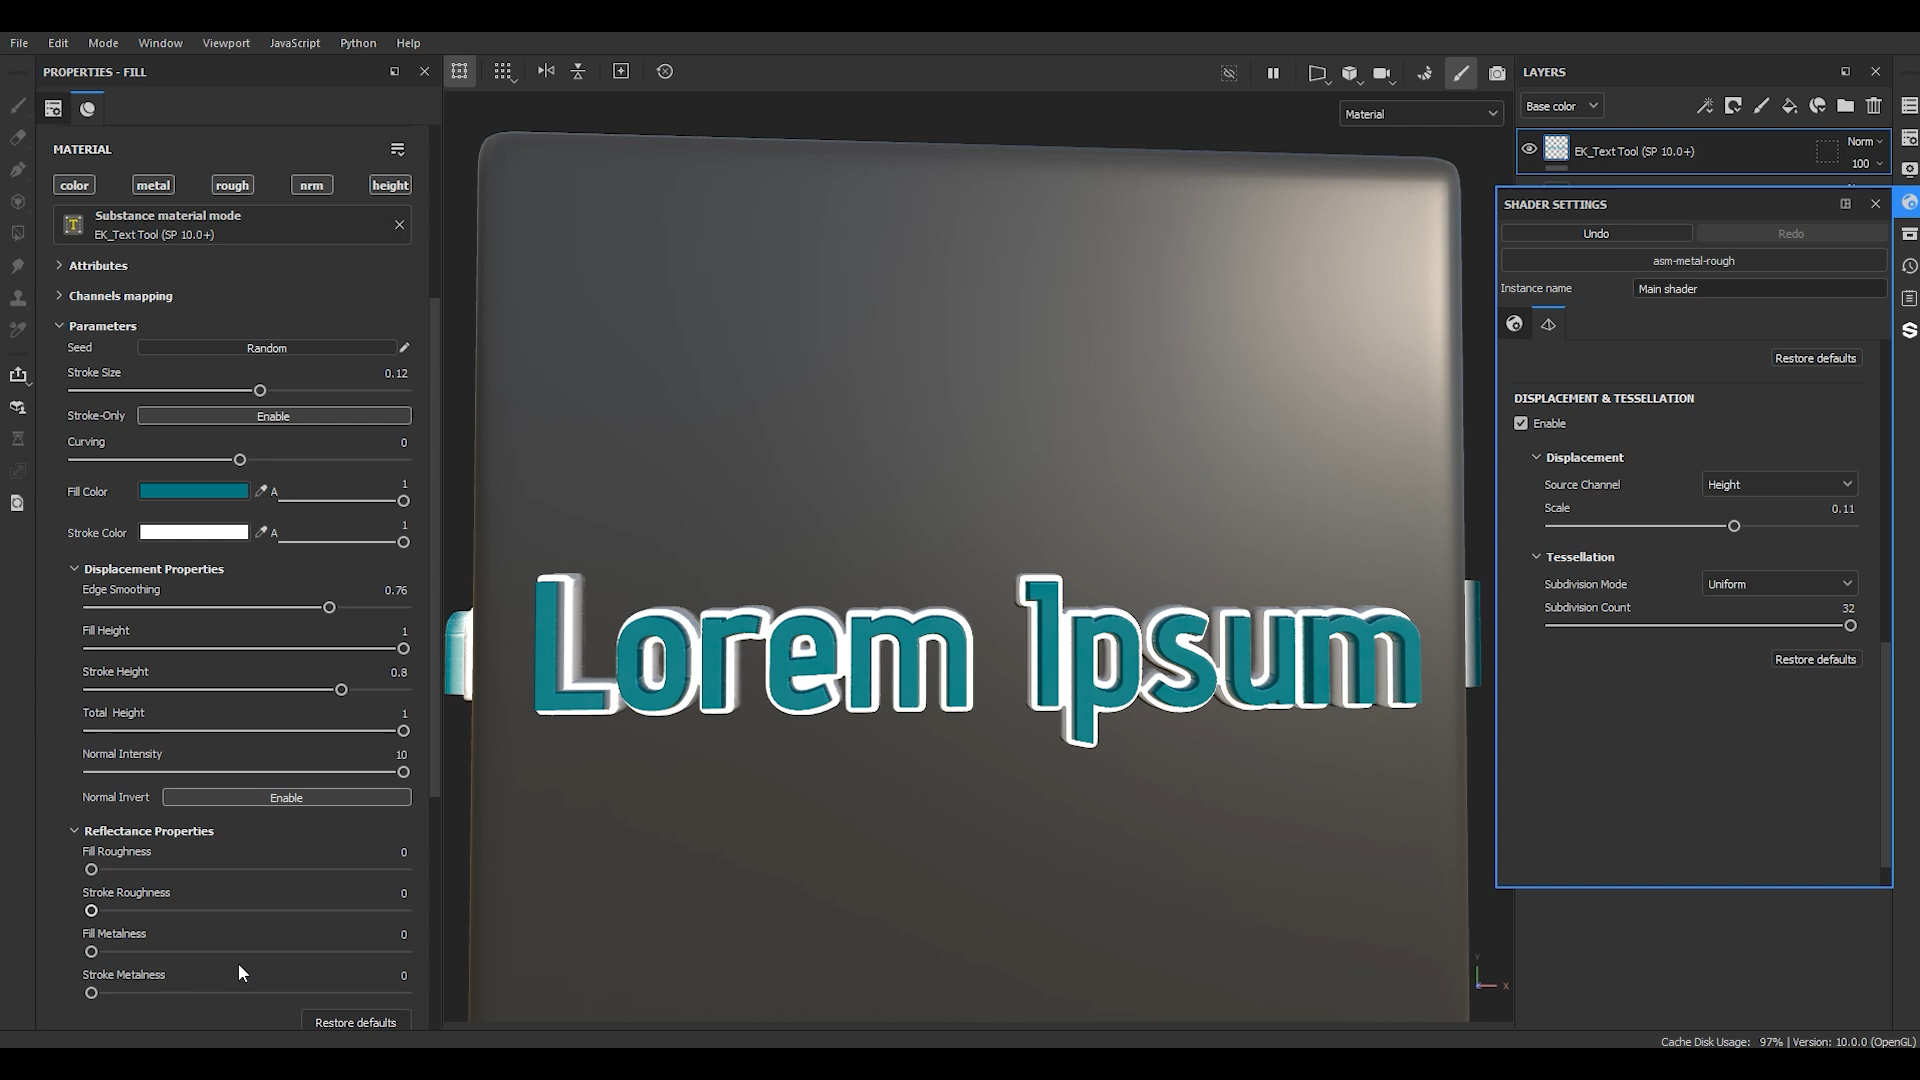 File Edit Mode Window Viewport JavaScript Python Help
PROPERTIES - FILL
MATERIAL
color metal rough nrm height
Substance material mode
EK_Text Tool (SP 10.0+)
Attributes
Channels mapping
Parameters
Seed Random
Stroke Size 0.12
Stroke-Only Enable
Curving 0
Fill Color A 1
Stroke Color A 1
Displacement Properties
Edge Smoothing 0.76
Fill Height 1
Stroke Height 0.8
Total Height 1
Normal Intensity 10
Normal Invert Enable
Reflectance Properties
Fill Roughness 0
Stroke Roughness 0
Fill Metalness 0
Stroke Metalness 0
Restore defaults
Material
Lorem Ipsum
Y
X
LAYERS
Base color
EK_Text Tool (SP 10.0+) Norm
100
SHADER SETTINGS
Undo Redo
asm-metal-rough
Instance name Main shader
Restore defaults
DISPLACEMENT & TESSELLATION
Enable
Displacement
Source Channel Height
Scale 0.11
Tessellation
Subdivision Mode Uniform
Subdivision Count 32
Restore defaults
Cache Disk Usage: 97% | Version: 10.0.0 (OpenGL)